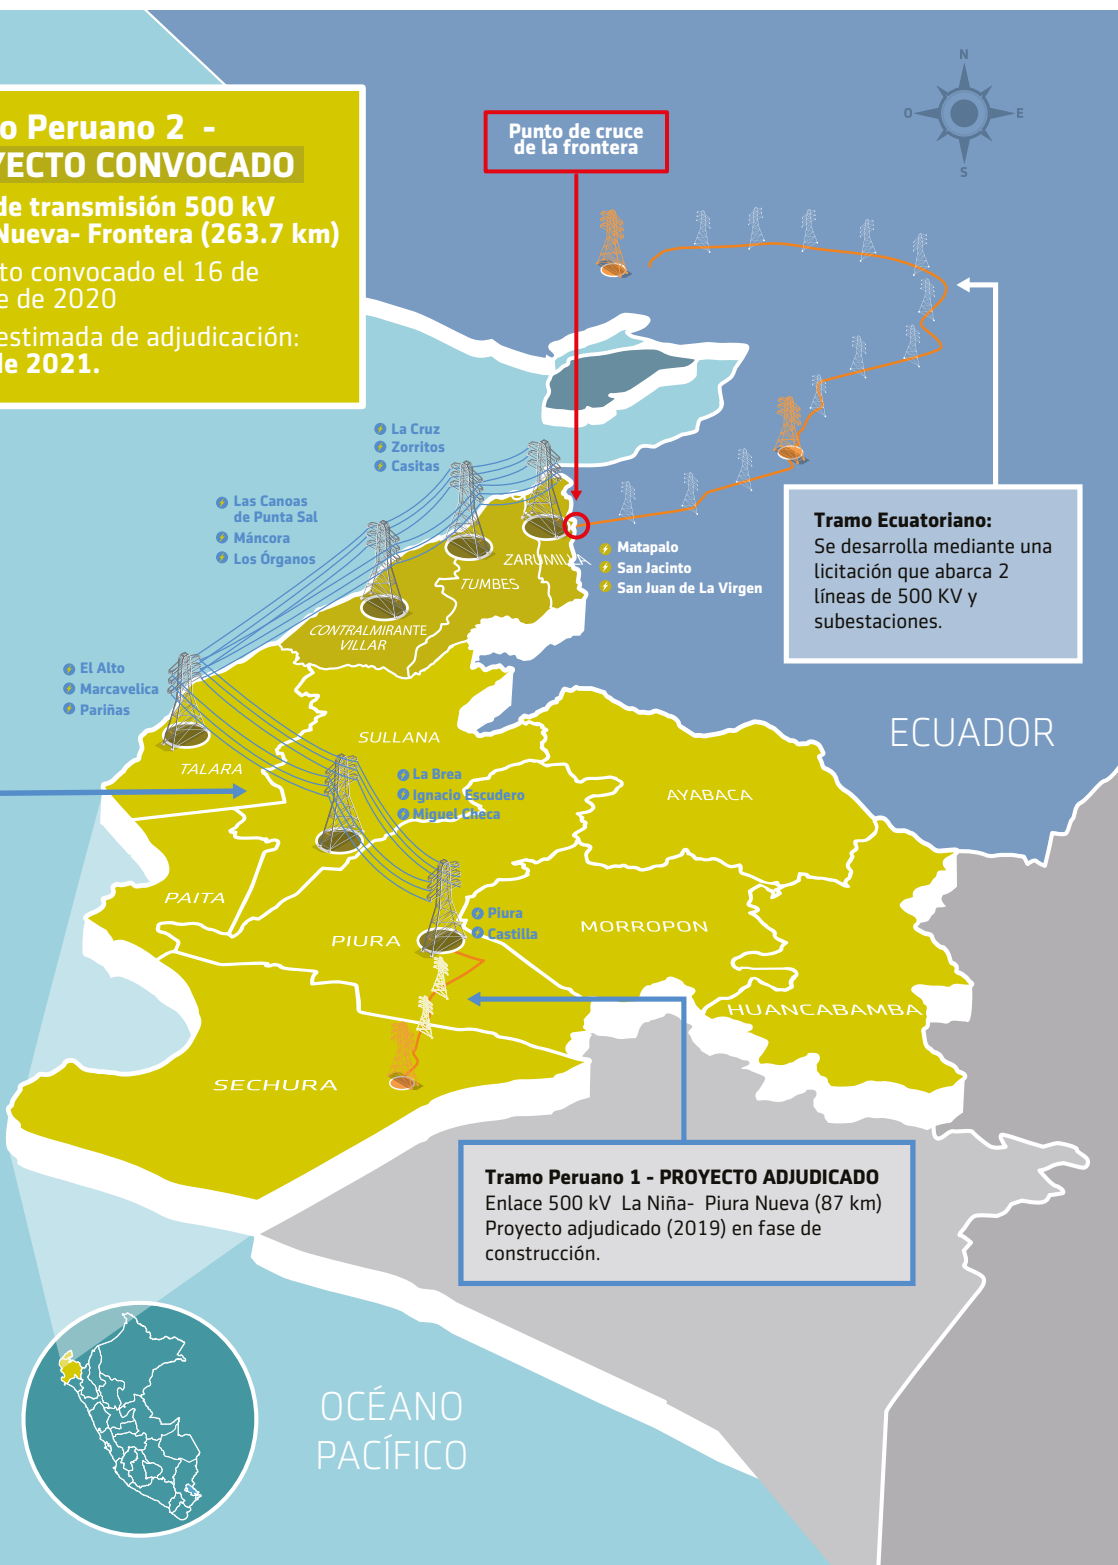 o Peruano 2 -
YECTO CONVOCADO
de transmisión 500 kV
Nueva- Frontera (263.7 km)
to convocado el 16 de
e de 2020
estimada de adjudicación:
de 2021.
Punto de cruce
de la frontera
N
O
E
S
La Cruz
Zorritos
Casitas
Las Canoas
de Punta Sal
Máncora
Los Órganos
Matapalo
San Jacinto
San Juan de La Virgen
Tramo Ecuatoriano:
Se desarrolla mediante una
licitación que abarca 2
líneas de 500 KV y
subestaciones.
ZARUMILLA
TUMBES
CONTRALMIRANTE
VILLAR
El Alto
Marcavelica
Pariñas
SULLANA
TALARA
ECUADOR
La Brea
Ignacio Escudero
Miguel Checa
AYABACA
PAITA
PIURA
Piura
Castilla
MORROPON
HUANCABAMBA
SECHURA
Tramo Peruano 1 - PROYECTO ADJUDICADO
Enlace 500 kV La Niña- Piura Nueva (87 km)
Proyecto adjudicado (2019) en fase de
construcción.
OCÉANO
PACÍFICO